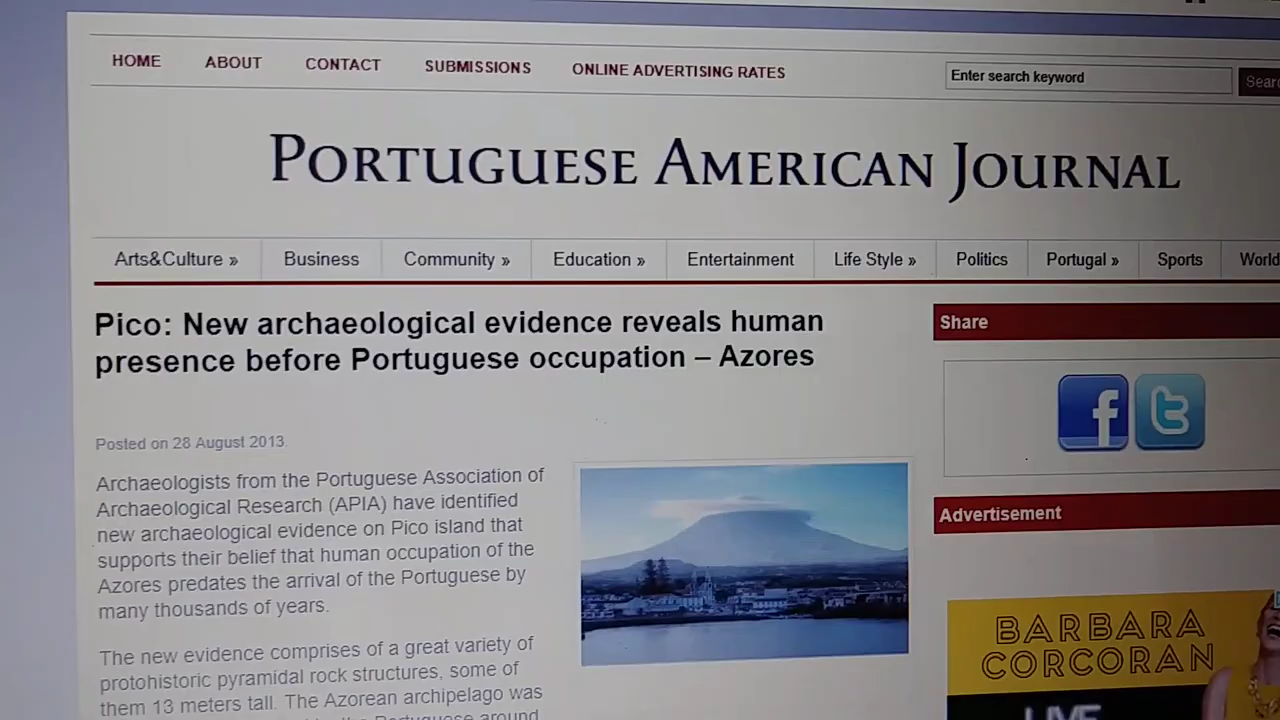 HOME ABOUT CONTACT SUBMISSIONS ONLINE ADVERTISING RATES
Enter search keyword
PORTUGUESE AMERICAN JOURNAL
Arts&Culture » Business Community » Education » Entertainment Life Style » Politics Portugal » Sports World
Pico: New archaeological evidence reveals human
presence before Portuguese occupation – Azores
Posted on 28 August 2013.
Archaeologists from the Portuguese Association of
Archaeological Research (APIA) have identified
new archaeological evidence on Pico island that
supports their belief that human occupation of the
Azores predates the arrival of the Portuguese by
many thousands of years.
The new evidence comprises of a great variety of
protohistoric pyramidal rock structures, some of
them 13 meters tall. The Azorean archipelago was
Portuguese around
Share
f t
Advertisement
BARBARA
CORCORAN
LIVE